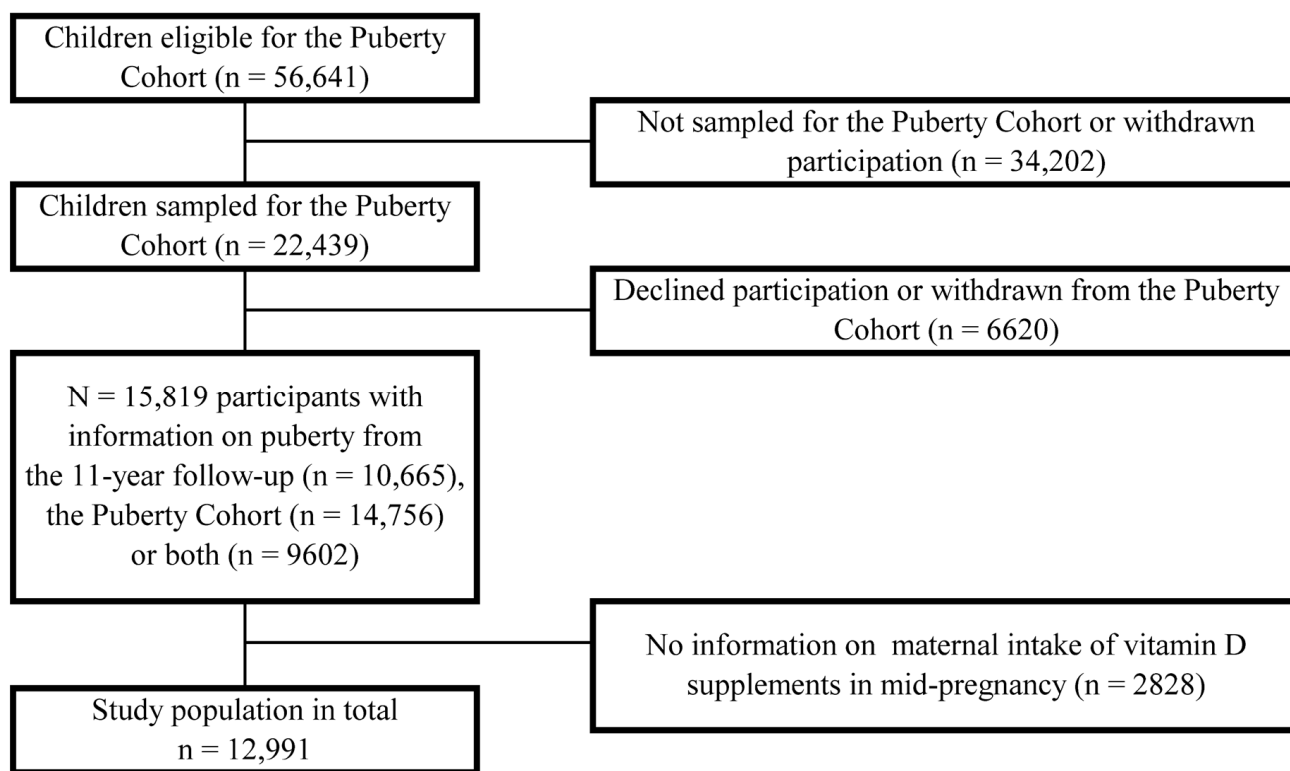 Children eligible for the Puberty
Cohort (n = 56,641)
Not sampled for the Puberty Cohort or withdrawn
participation (n = 34,202)
Children sampled for the Puberty
Cohort (n = 22,439)
Declined participation or withdrawn from the Puberty
Cohort (n = 6620)
N = 15,819 participants with
information on puberty from
the 11-year follow-up (n = 10,665),
the Puberty Cohort (n = 14,756)
or both (n = 9602)
No information on  maternal intake of vitamin D
supplements in mid-pregnancy (n = 2828)
Study population in total
n = 12,991